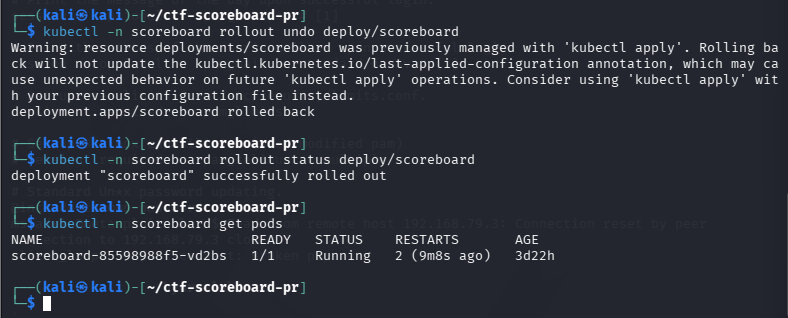 ┌──(kali㉿kali)-[~/ctf-scoreboard-pr]
└─$ kubectl -n scoreboard rollout undo deploy/scoreboard
Warning: resource deployments/scoreboard was previously managed with 'kubectl apply'. Rolling ba
ck will not update the kubectl.kubernetes.io/last-applied-configuration annotation, which may ca
use unexpected behavior on future 'kubectl apply' operations. Consider using 'kubectl apply' wit
h your previous configuration file instead.
deployment.apps/scoreboard rolled back
┌──(kali㉿kali)-[~/ctf-scoreboard-pr]
└─$ kubectl -n scoreboard rollout status deploy/scoreboard
deployment "scoreboard" successfully rolled out
┌──(kali㉿kali)-[~/ctf-scoreboard-pr]
└─$ kubectl -n scoreboard get pods
NAME READY STATUS RESTARTS AGE
scoreboard-85598988f5-vd2bs 1/1 Running 2 (9m8s ago) 3d22h
┌──(kali㉿kali)-[~/ctf-scoreboard-pr]
└─$